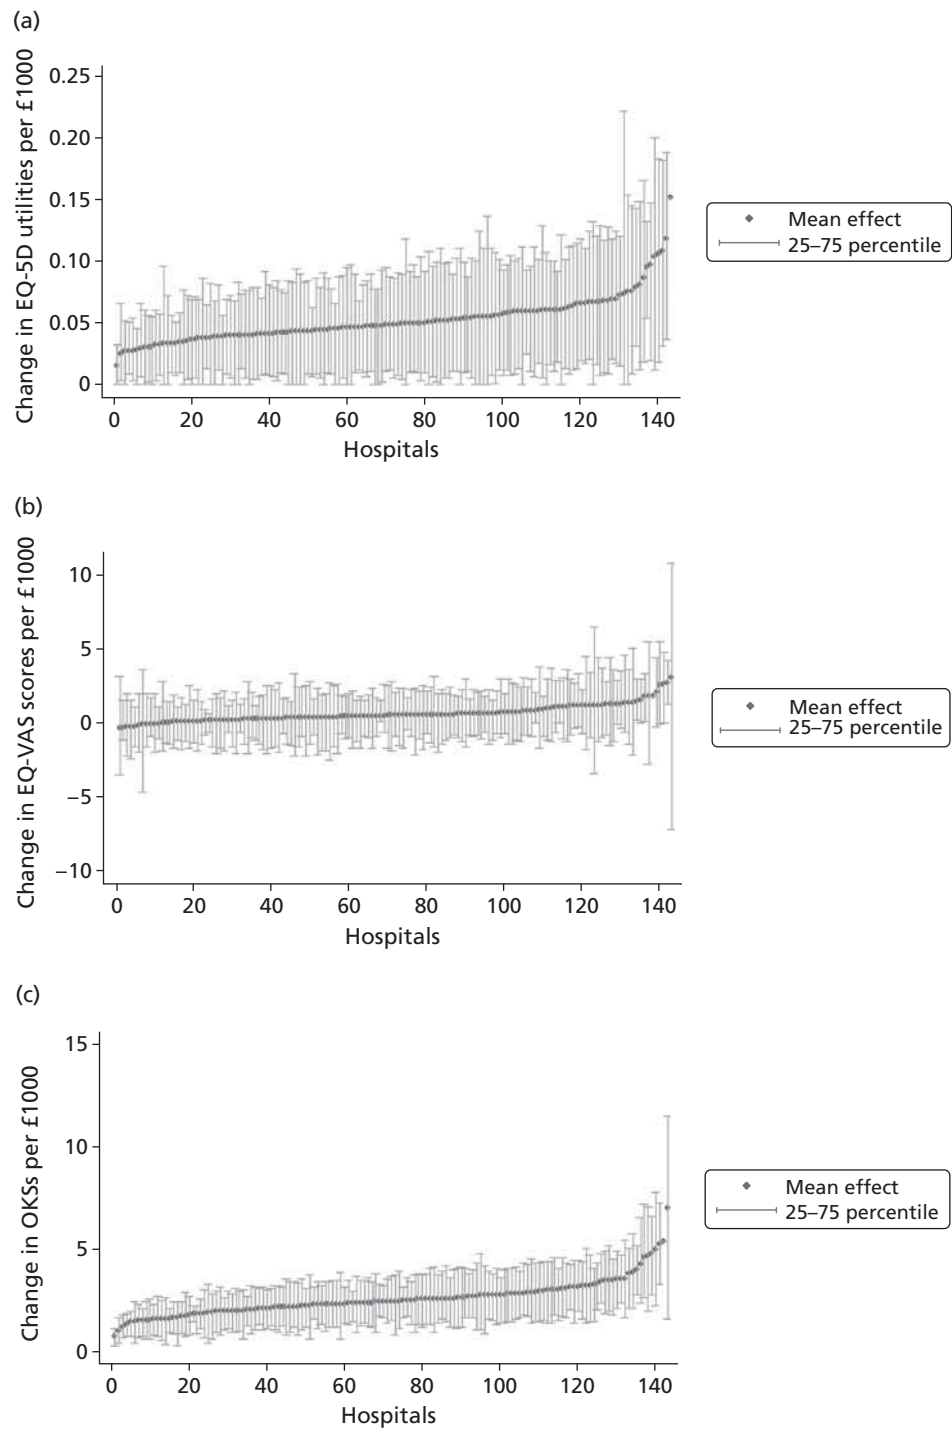 (a)
Change in EQ-5D utilities per £1000
0.25
0.20
0.15
0.10
0.05
0
0 20 40 60 80 100 120 140
Hospitals
Mean effect
25–75 percentile
(b)
Change in EQ-VAS scores per £1000
10
5
0
−5
−10
0 20 40 60 80 100 120 140
Hospitals
Mean effect
25–75 percentile
(c)
Change in OKSs per £1000
15
10
5
0
0 20 40 60 80 100 120 140
Hospitals
Mean effect
25–75 percentile